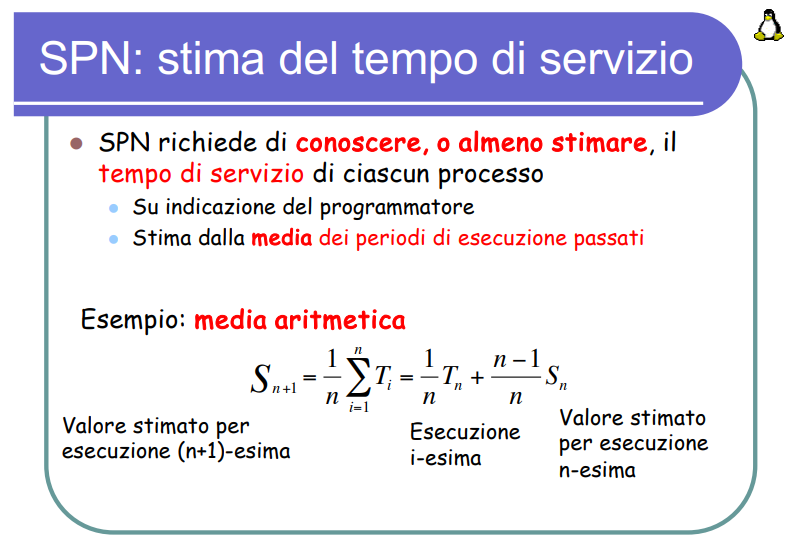 SPN: stima del tempo di servizio
SPN richiede di conoscere, o almeno stimare, il
tempo di servizio di ciascun processo
Su indicazione del programmatore
Stima dalla media dei periodi di esecuzione passati
Esempio: media aritmetica
S_{n+1} = \frac{1}{n} \sum_{i=1}^{n} T_i = \frac{1}{n} T_n + \frac{n-1}{n} S_n
Valore stimato per
esecuzione (n+1)-esima
Esecuzione
i-esima
Valore stimato
per esecuzione
n-esima